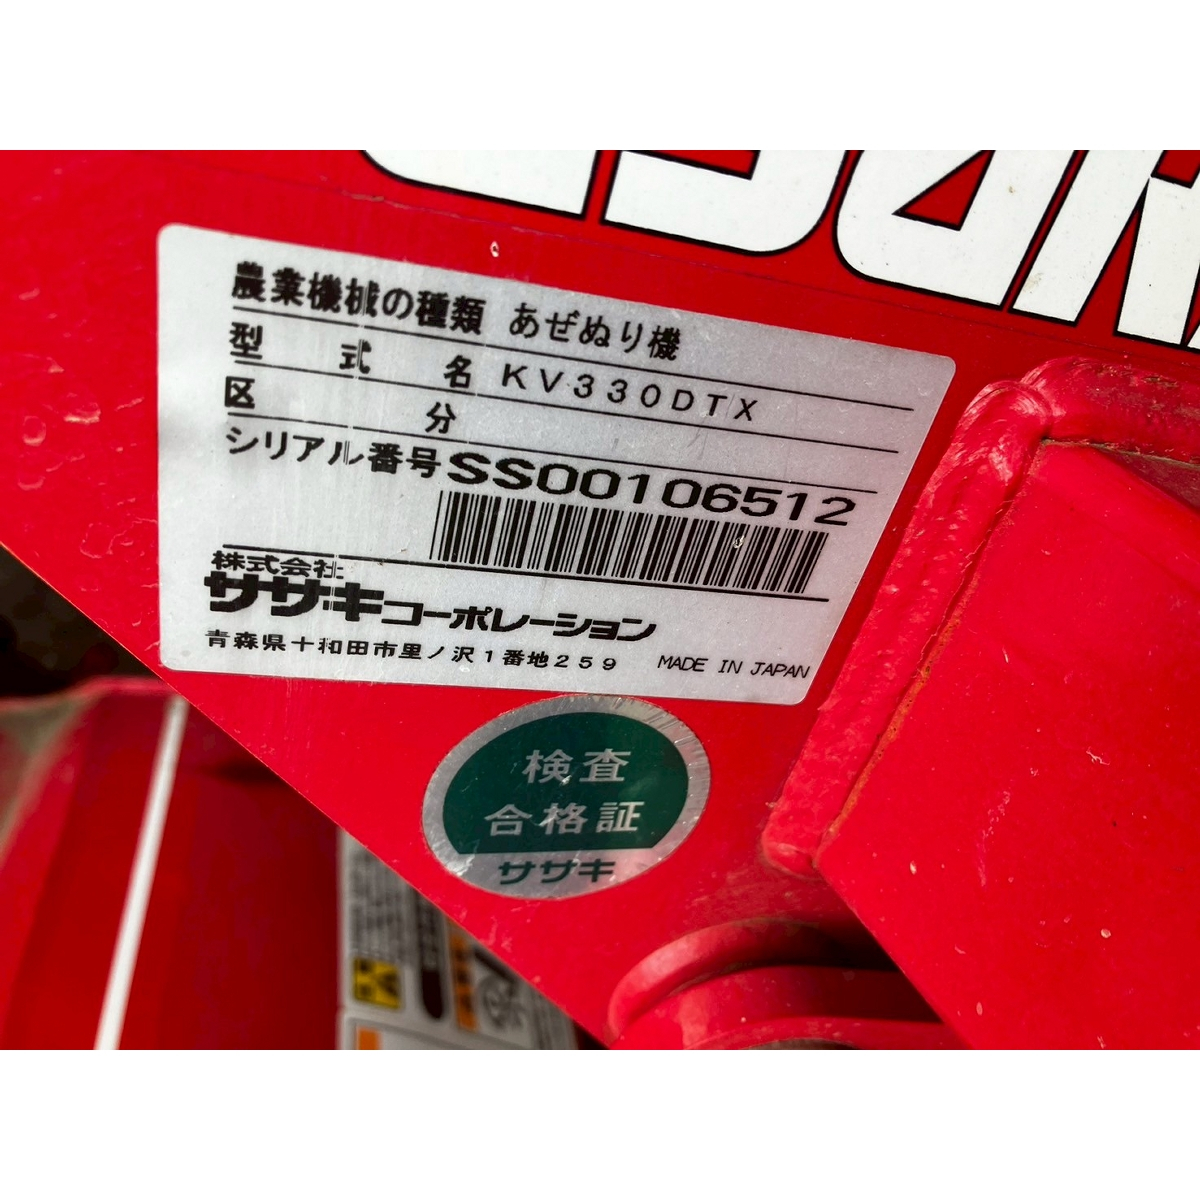 農業機械の種類 あぜぬり機
型式名 KV330DTX
区分
シリアル番号 SS00106512
株式会社
ササキコーポレーション
青森県十和田市里ノ沢1番地259 MADE IN JAPAN
検査
合格証
ササキ